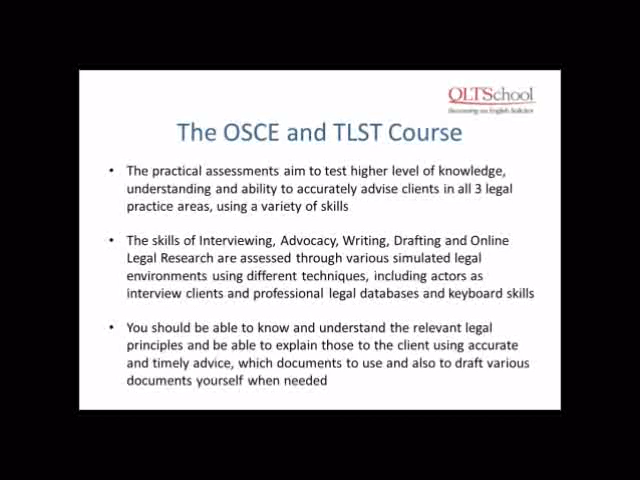 QLTSchool
Becoming an English Solicitor
The OSCE and TLST Course
• The practical assessments aim to test higher level of knowledge,
understanding and ability to accurately advise clients in all 3 legal
practice areas, using a variety of skills
• The skills of Interviewing, Advocacy, Writing, Drafting and Online
Legal Research are assessed through various simulated legal
environments using different techniques, including actors as
interview clients and professional legal databases and keyboard skills
• You should be able to know and understand the relevant legal
principles and be able to explain those to the client using accurate
and timely advice, which documents to use and also to draft various
documents yourself when needed